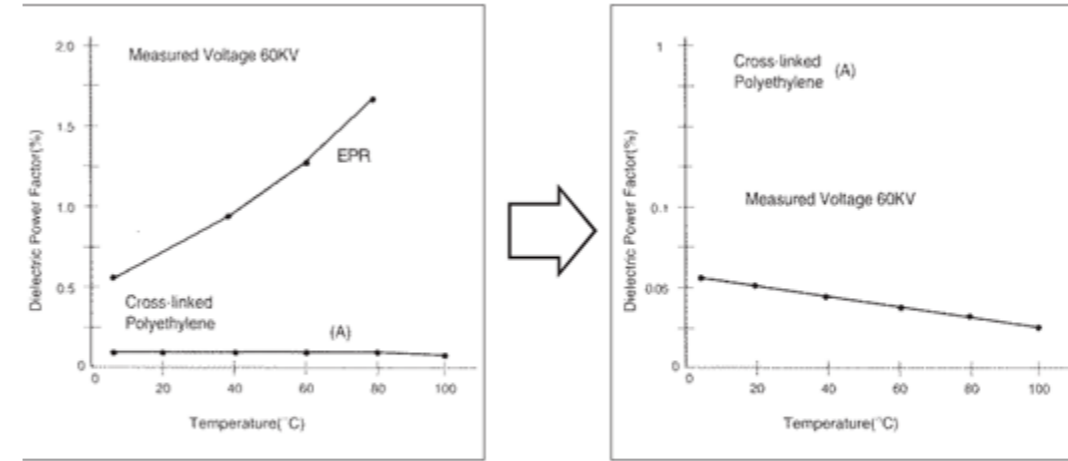 2.0
Measured Voltage 60KV
1.5
EPR
1.0
0.5
Cross-linked
Polyethylene
(A)
0
0 20 40 60 80 100
Dielectric Power Factor(%)
Temperature(°C)
1
Cross-linked
Polyethylene (A)
0.1
Measured Voltage 60KV
0.05
0
0 20 40 60 80 100
Dielectric Power Factor(%)
Temperature(°C)